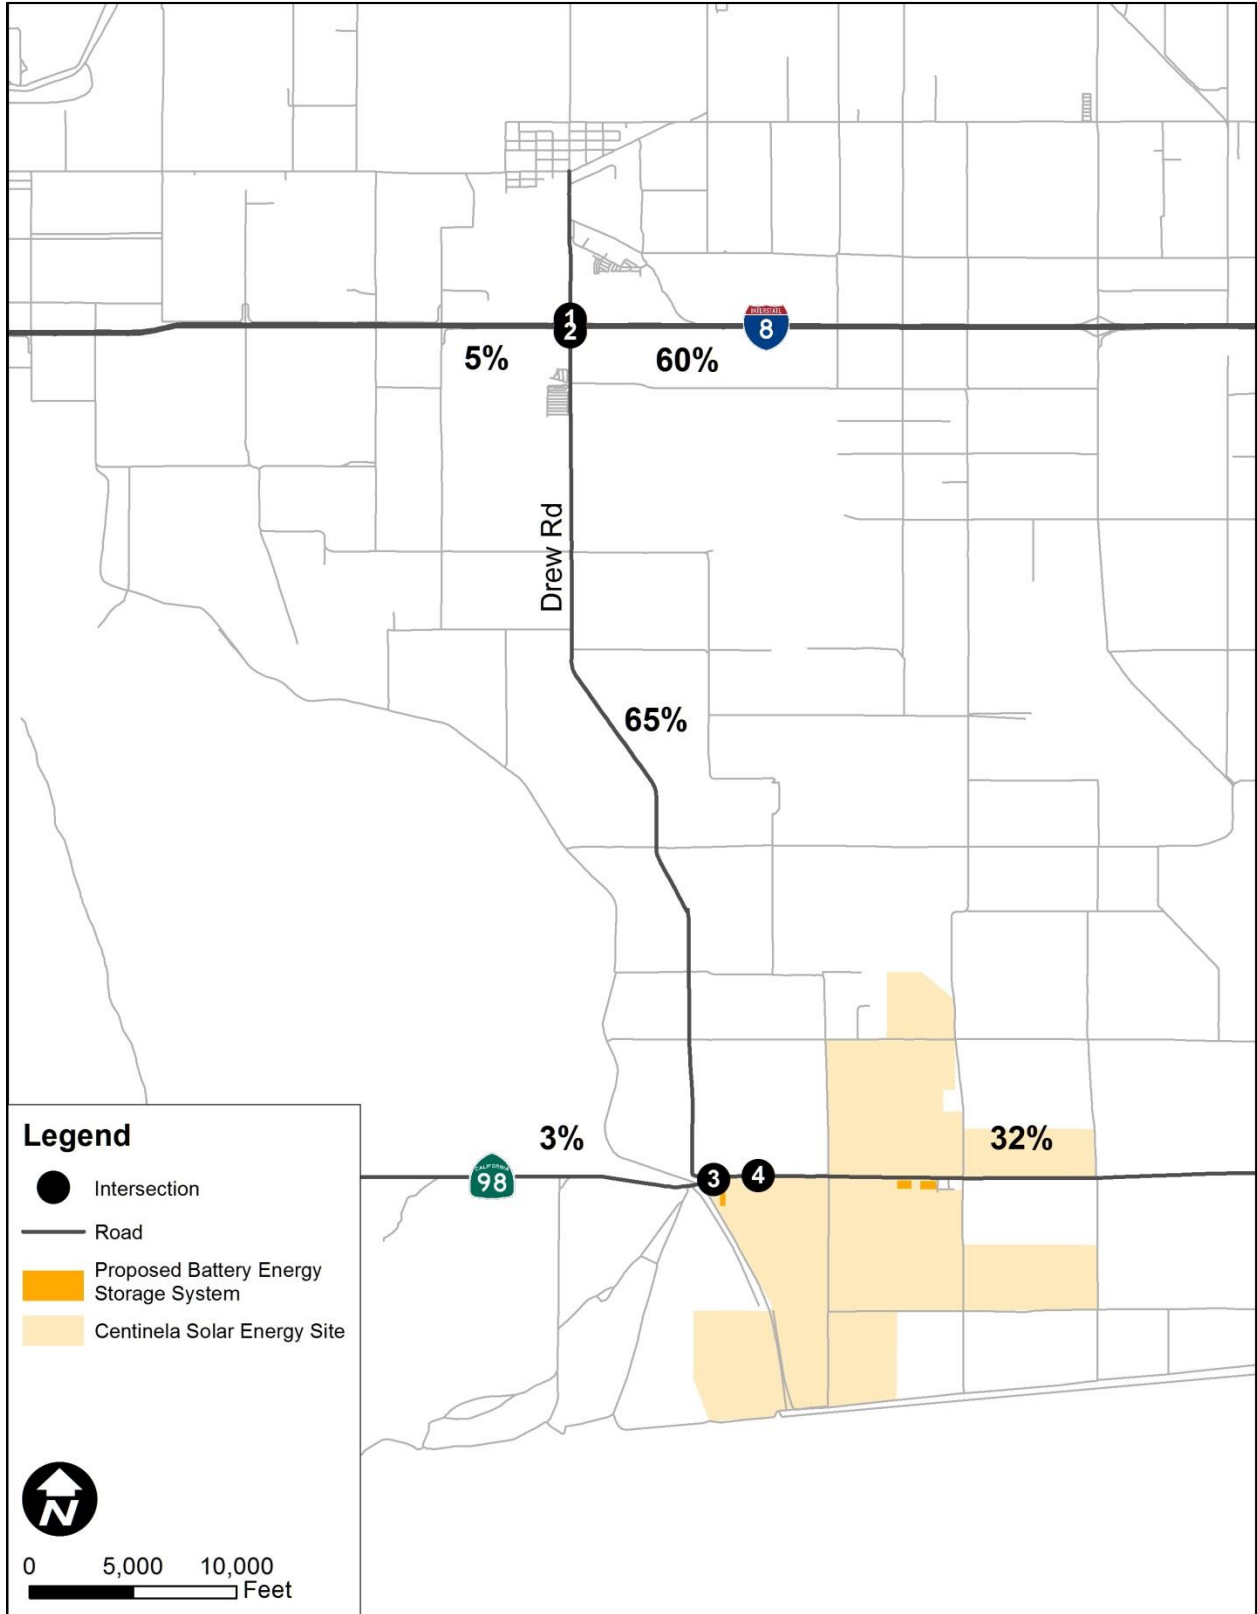 1
2
INTERSTATE
8
5%
60%
Drew Rd
65%
3%
32%
CALIFORNIA
98
3
4
Legend
Intersection
Road
Proposed Battery Energy
Storage System
Centinela Solar Energy Site
N
0 5,000 10,000
Feet